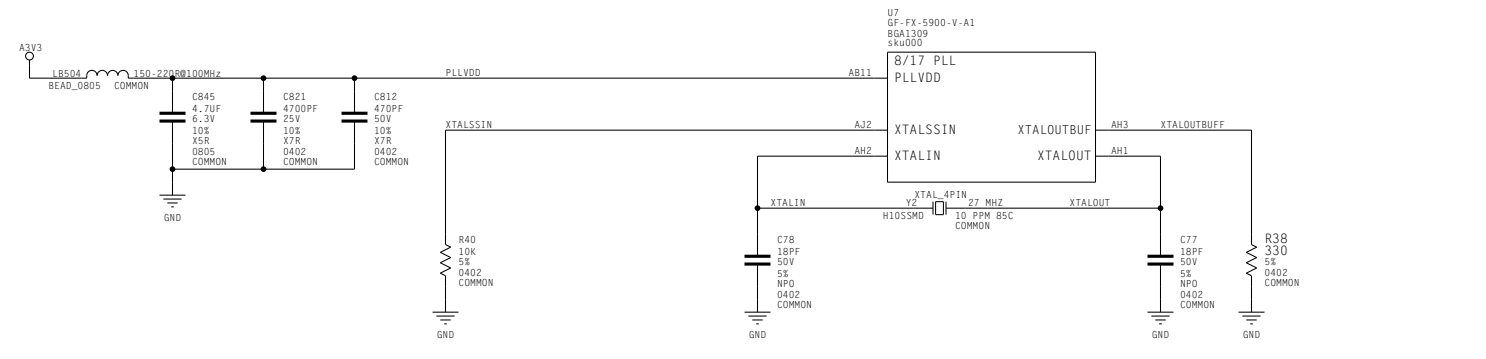 U7
GF-FX-5900-V-A1
BGA1309
sku000
A3V3
LB504
150-220R@100MHz
BEAD_0805 COMMON
PLLVDD
AB11
8/17 PLL
PLLVDD
C845
4.7UF
6.3V
10%
X5R
0805
COMMON
C821
4700PF
25V
10%
X7R
0402
COMMON
C812
470PF
50V
10%
X7R
0402
COMMON
GND
XTALSSIN
AJ2
XTALSSIN
XTALOUTBUF
AH3
XTALOUTBUFF
AH2
XTALIN
XTALOUT
AH1
XTAL_4PIN
XTALIN
Y2
27 MHZ
XTALOUT
H10SSMD
10 PPM 85C
COMMON
R40
10K
5%
0402
COMMON
GND
C78
18PF
50V
5%
NPO
0402
COMMON
GND
C77
18PF
50V
5%
NPO
0402
COMMON
GND
R38
330
5%
0402
COMMON
GND